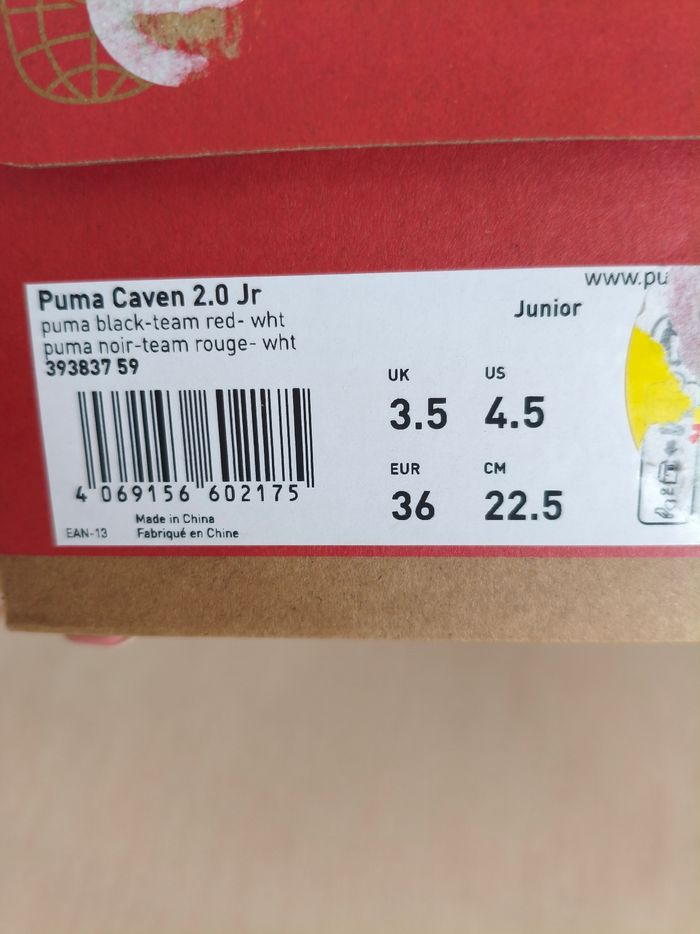 www.pu
Puma Caven 2.0 Jr
Junior
puma black-team red- wht
puma noir-team rouge- wht
393837 59
UK
US
3.5
4.5
EUR
CM
36
22.5
4 069156 602175
EAN-13
Made in China
Fabriqué en Chine